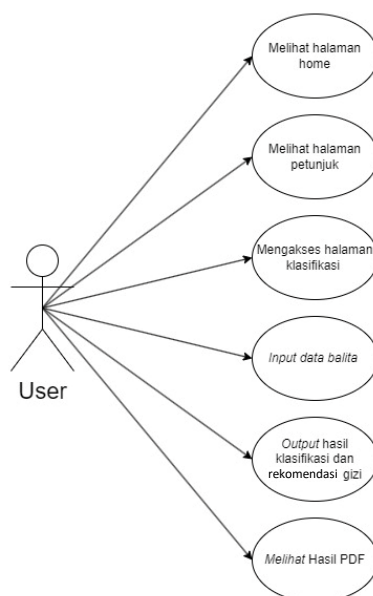 Melihat halaman
home
Melihat halaman
petunjuk
Mengakses halaman
klasifikasi
Input data balita
User
Output hasil
klasifikasi dan
rekomendasi gizi
Melihat Hasil PDF